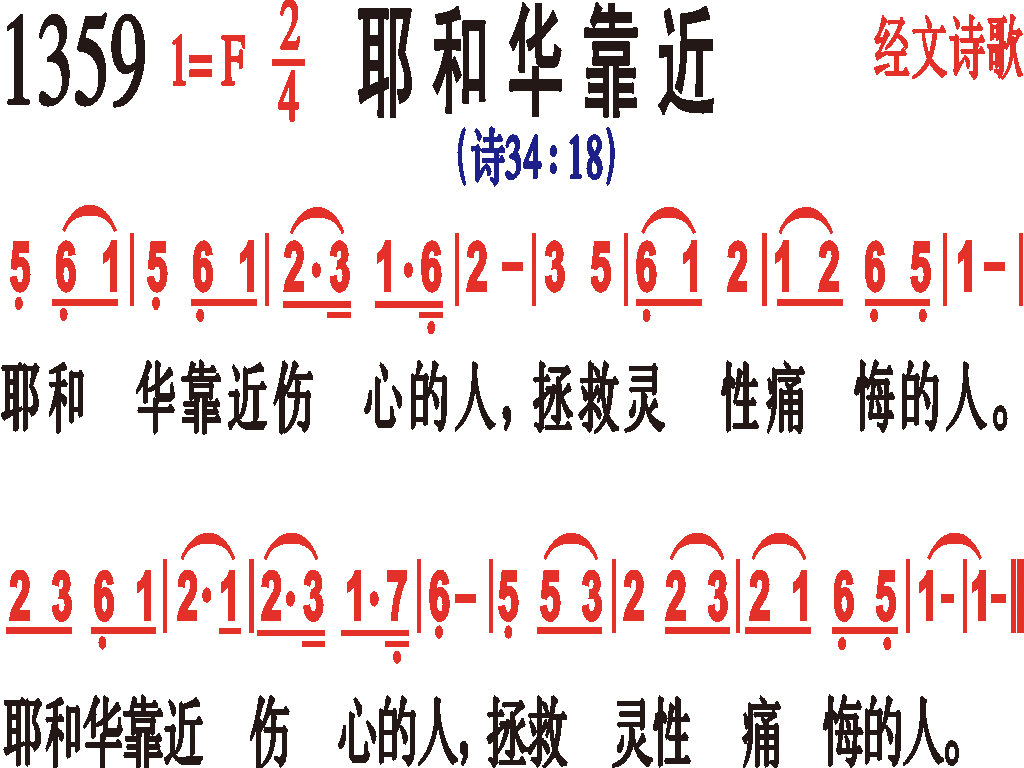 1359 1=F 2/4 耶和华靠近 经文诗歌
(诗34:18)
5 6 1 | 5 6 1 | 2·3 1·6 | 2 - | 3 5 | 6 1 2 | 1 2 6 5 | 1 - |
耶和 华靠近伤 心的人，拯救灵 性痛 悔的人。
2 3 6 1 | 2·1 | 2·3 1·7 | 6 - | 5 5 3 | 2 2 3 | 2 1 6 5 | 1 - | 1 - ‖
耶和华靠近 伤 心的人，拯救 灵性 痛 悔的人。